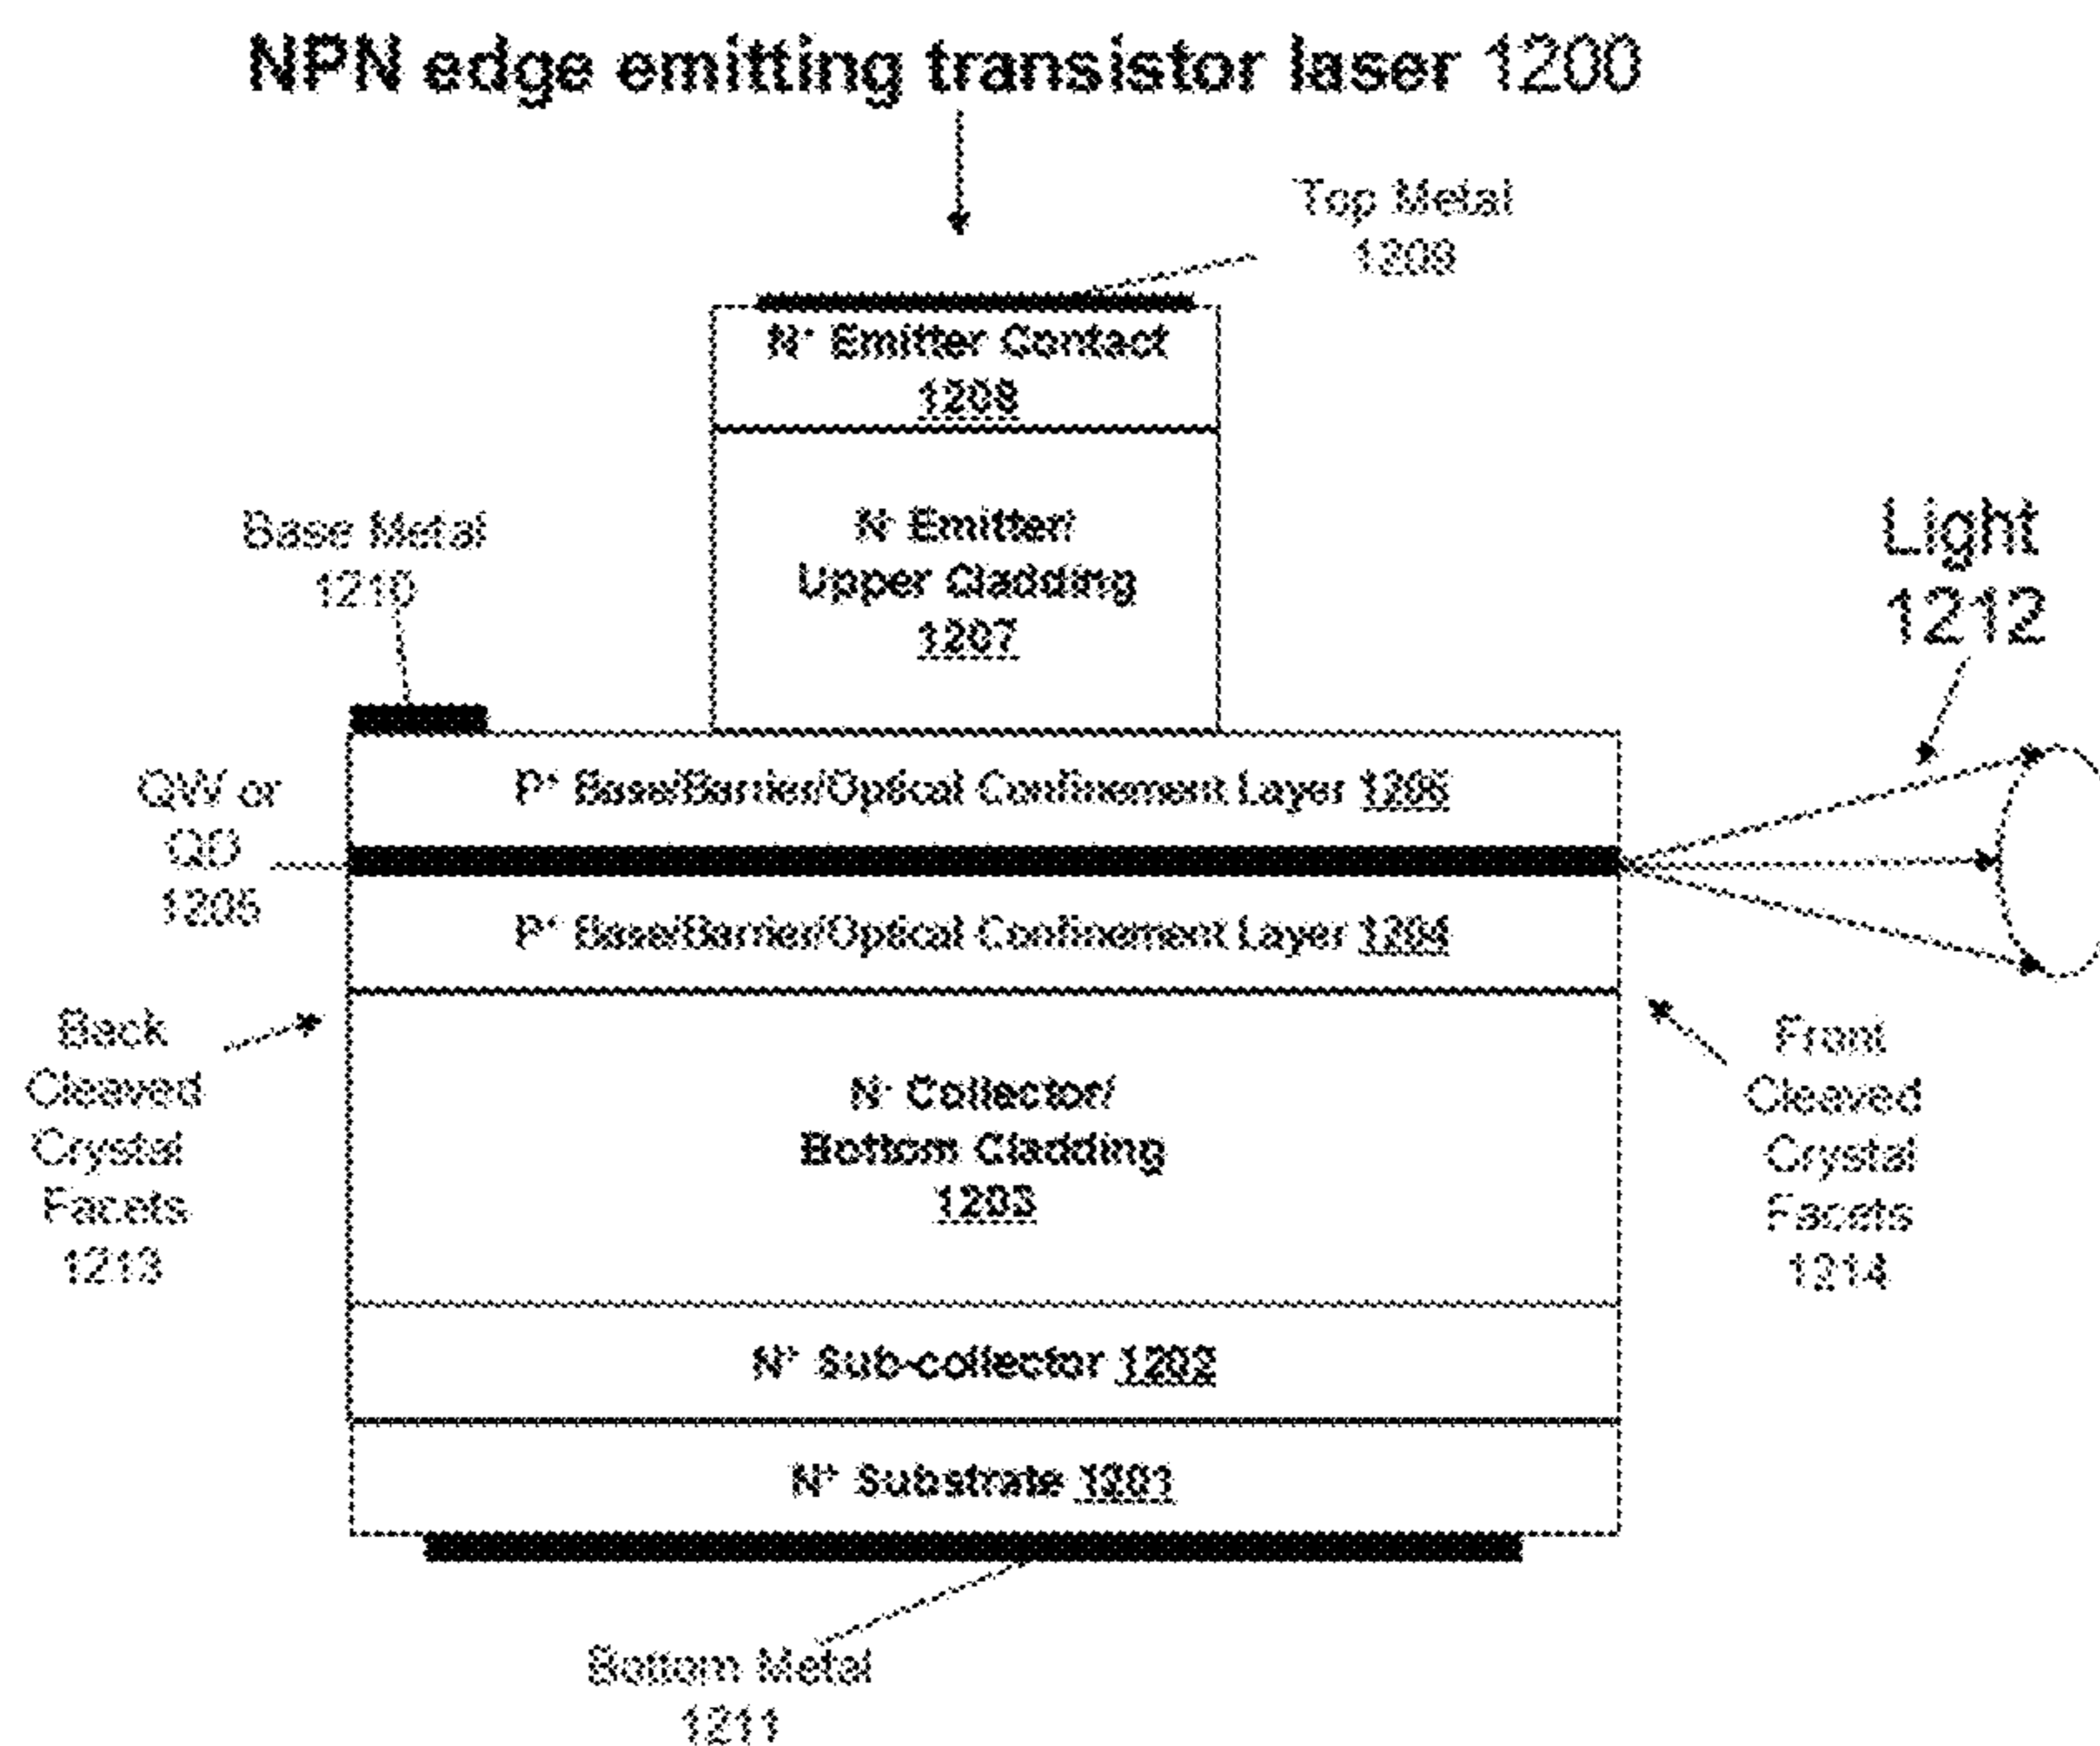 NPN edge emitting transistor laser 1200
Top Metal
1209
N⁺ Emitter Contact
1208
N⁻ Emitter/
Upper Cladding
1207
Base Metal
1210
Light
1212
P⁺ Base/Barrier/Optical Confinement Layer 1206
QW or
QD
1205
P⁺ Base/Barrier/Optical Confinement Layer 1204
Back
Cleaved
Crystal
Facets
1213
Front
Cleaved
Crystal
Facets
1214
N⁻ Collector/
Bottom Cladding
1203
N⁺ Sub-collector 1202
N⁺ Substrate 1201
Bottom Metal
1211